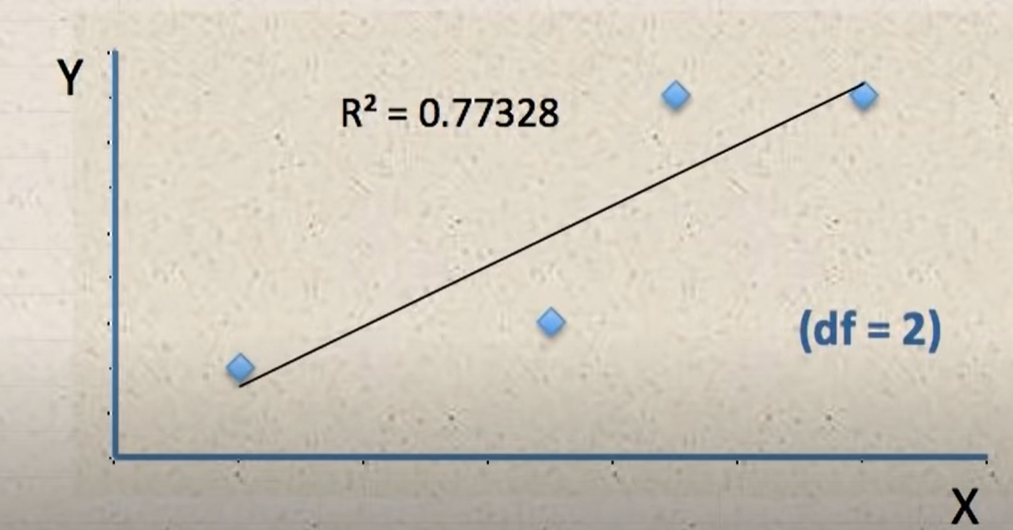 Y
R² = 0.77328
(df = 2)
X